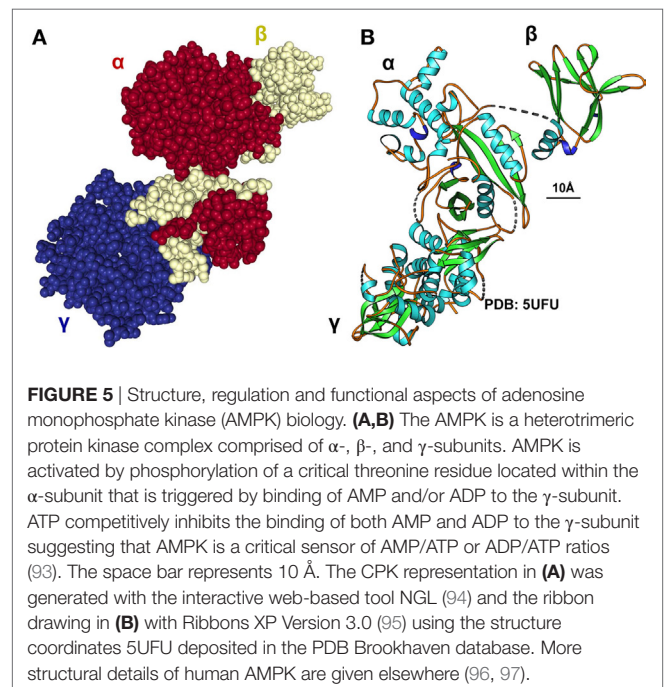 A
β
α
B
β
α
10Å
PDB: 5UFU
γ
γ
FIGURE 5 | Structure, regulation and functional aspects of adenosine
monophosphate kinase (AMPK) biology. (A,B) The AMPK is a heterotrimeric
protein kinase complex comprised of α-, β-, and γ-subunits. AMPK is
activated by phosphorylation of a critical threonine residue located within the
α-subunit that is triggered by binding of AMP and/or ADP to the γ-subunit.
ATP competitively inhibits the binding of both AMP and ADP to the γ-subunit
suggesting that AMPK is a critical sensor of AMP/ATP or ADP/ATP ratios
(93). The space bar represents 10 Å. The CPK representation in (A) was
generated with the interactive web-based tool NGL (94) and the ribbon
drawing in (B) with Ribbons XP Version 3.0 (95) using the structure
coordinates 5UFU deposited in the PDB Brookhaven database. More
structural details of human AMPK are given elsewhere (96, 97).